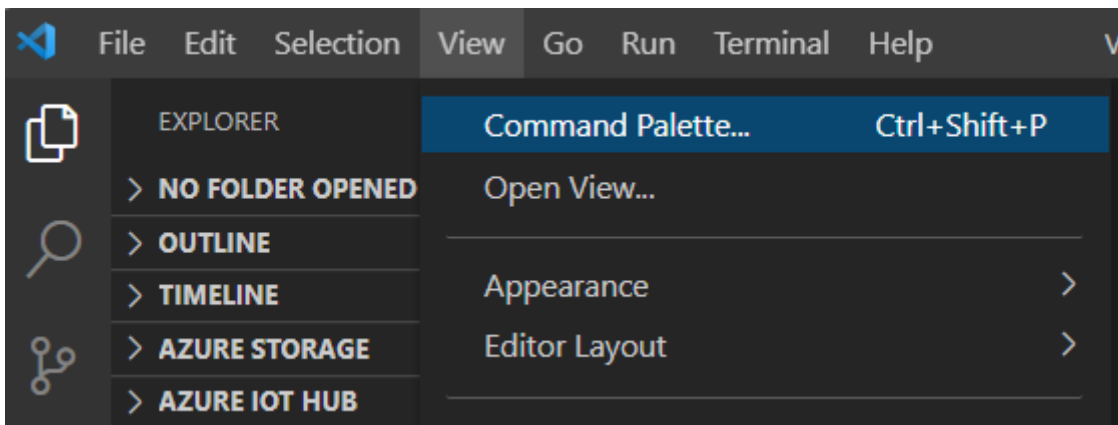 File Edit Selection View Go Run Terminal Help
EXPLORER
NO FOLDER OPENED
OUTLINE
TIMELINE
AZURE STORAGE
AZURE IOT HUB
Command Palette... Ctrl+Shift+P
Open View...
Appearance
Editor Layout